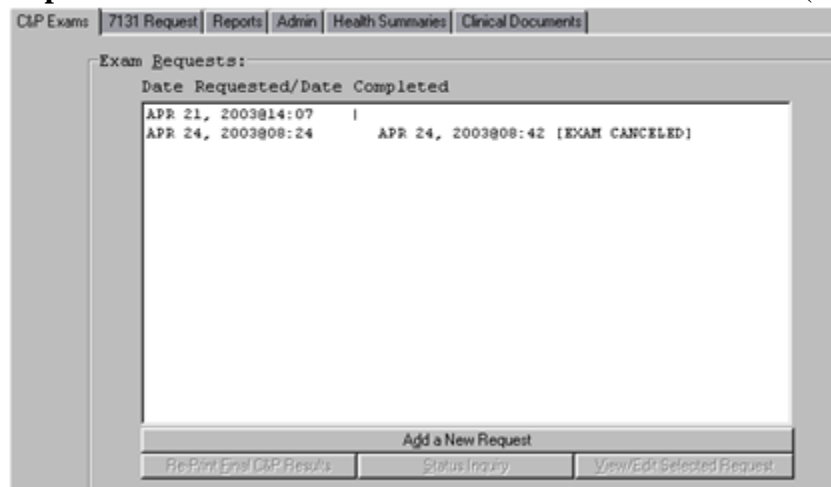 C&P Exams 7131 Request Reports Admin Health Summaries Clinical Documents
Exam Requests:
Date Requested/Date Completed
APR 21, 2003@14:07 |
APR 24, 2003@08:24 APR 24, 2003@08:42 [EXAM CANCELED]
Add a New Request
Re-Print Final C&P Results Status Inquiry View/Edit Selected Request